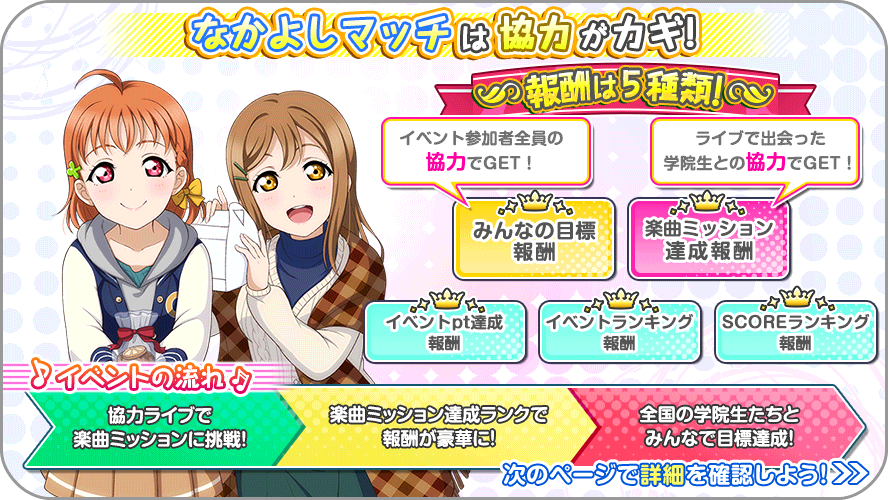 なかよしマッチは協力がカギ!
報酬は5種類!
イベント参加者全員の
協力でGET！
ライブで出会った
学院生との協力でGET！
みんなの目標
報酬
楽曲ミッション
達成報酬
イベントpt達成
報酬
イベントランキング
報酬
SCOREランキング
報酬
♪イベントの流れ♪
協力ライブで
楽曲ミッションに挑戦!
楽曲ミッション達成ランクで
報酬が豪華に!
全国の学院生たちと
みんなで目標達成!
次のページで詳細を確認しよう!>>